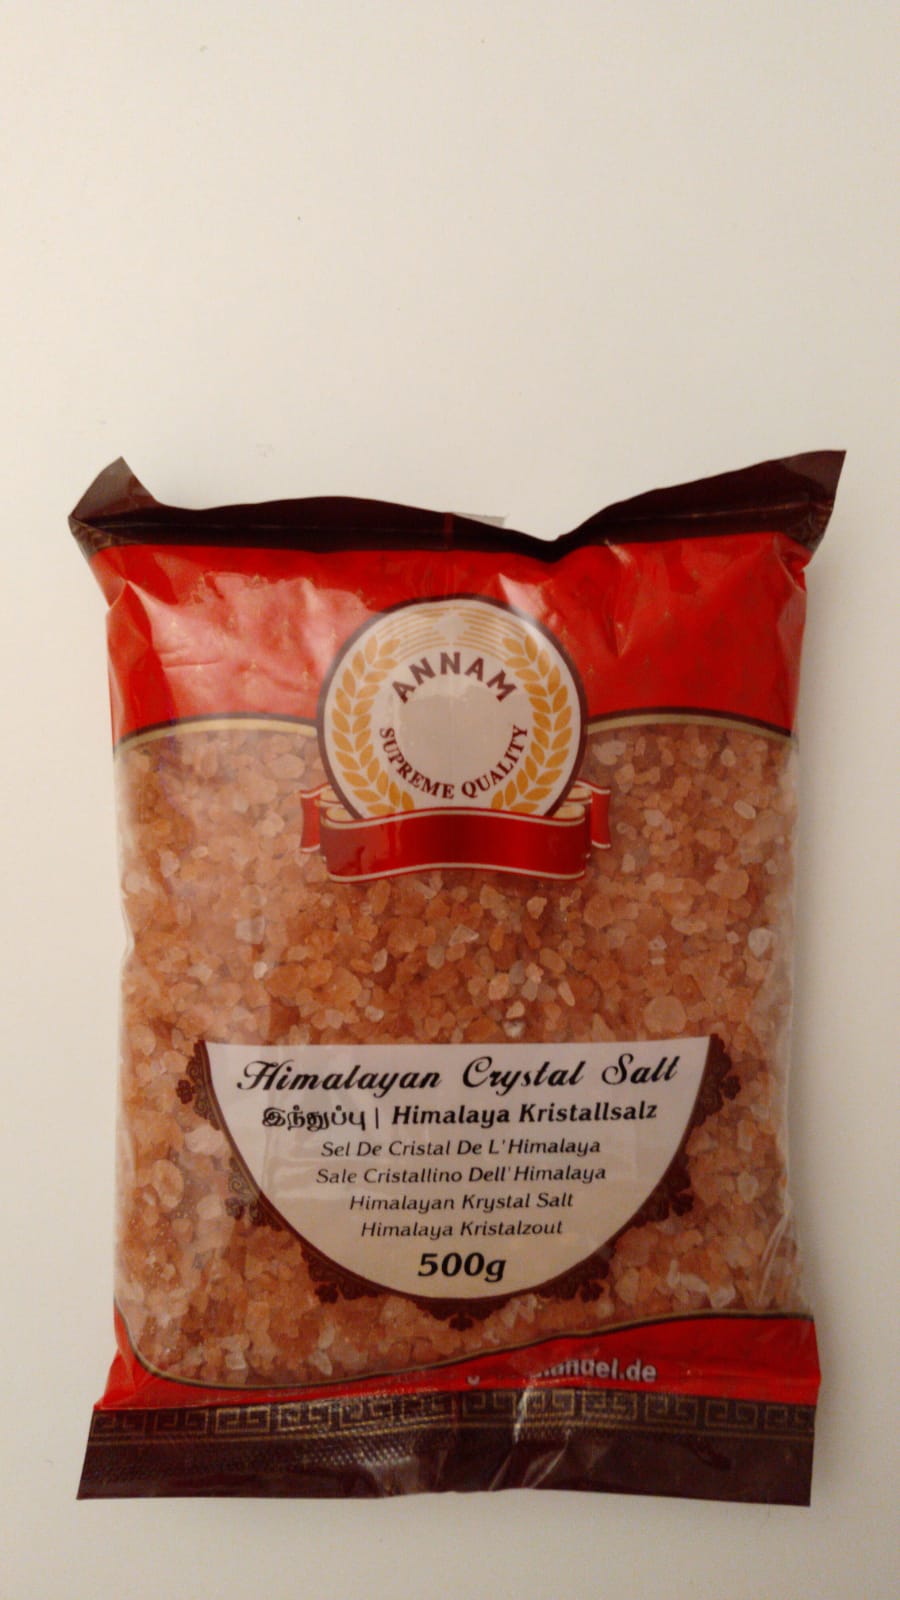 ANNAM
SUPREME QUALITY
Himalayan Crystal Salt
இந்துப்பு | Himalaya Kristallsalz
Sel De Cristal De L'Himalaya
Sale Cristallino Dell'Himalaya
Himalayan Krystal Salt
Himalaya Kristalzout
500g